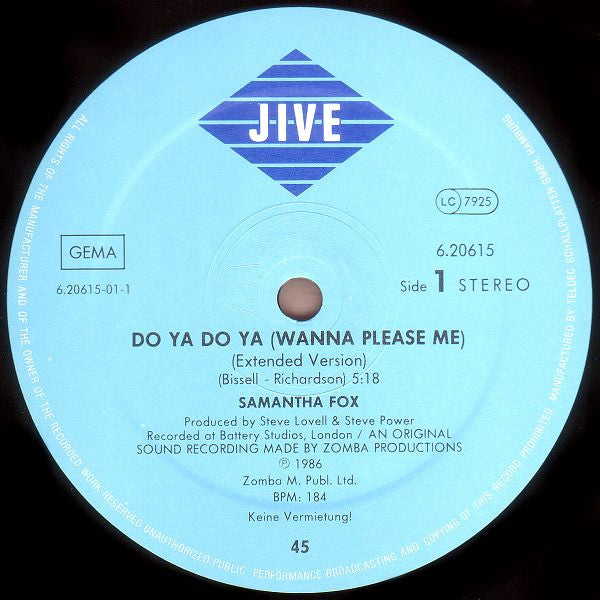 JIVE
LC 7925
GEMA
6.20615
6.20615-01-1
Side 1 STEREO
DO YA DO YA (WANNA PLEASE ME)
(Extended Version)
(Bissell - Richardson) 5:18
SAMANTHA FOX
Produced by Steve Lovell & Steve Power
Recorded at Battery Studios, London / AN ORIGINAL
SOUND RECORDING MADE BY ZOMBA PRODUCTIONS
℗ 1986
Zomba M. Publ. Ltd.
BPM: 184
Keine Vermietung!
45
ALL RIGHTS OF THE MANUFACTURER AND OF THE OWNER OF THE RECORDED WORK RESERVED UNAUTHORIZED PUBLIC PERFORMANCE BROADCASTING AND COPYING OF THIS RECORD PROHIBITED. MANUFACTURED BY TELDEC SCHALLPLATTEN GMBH, HAMBURG